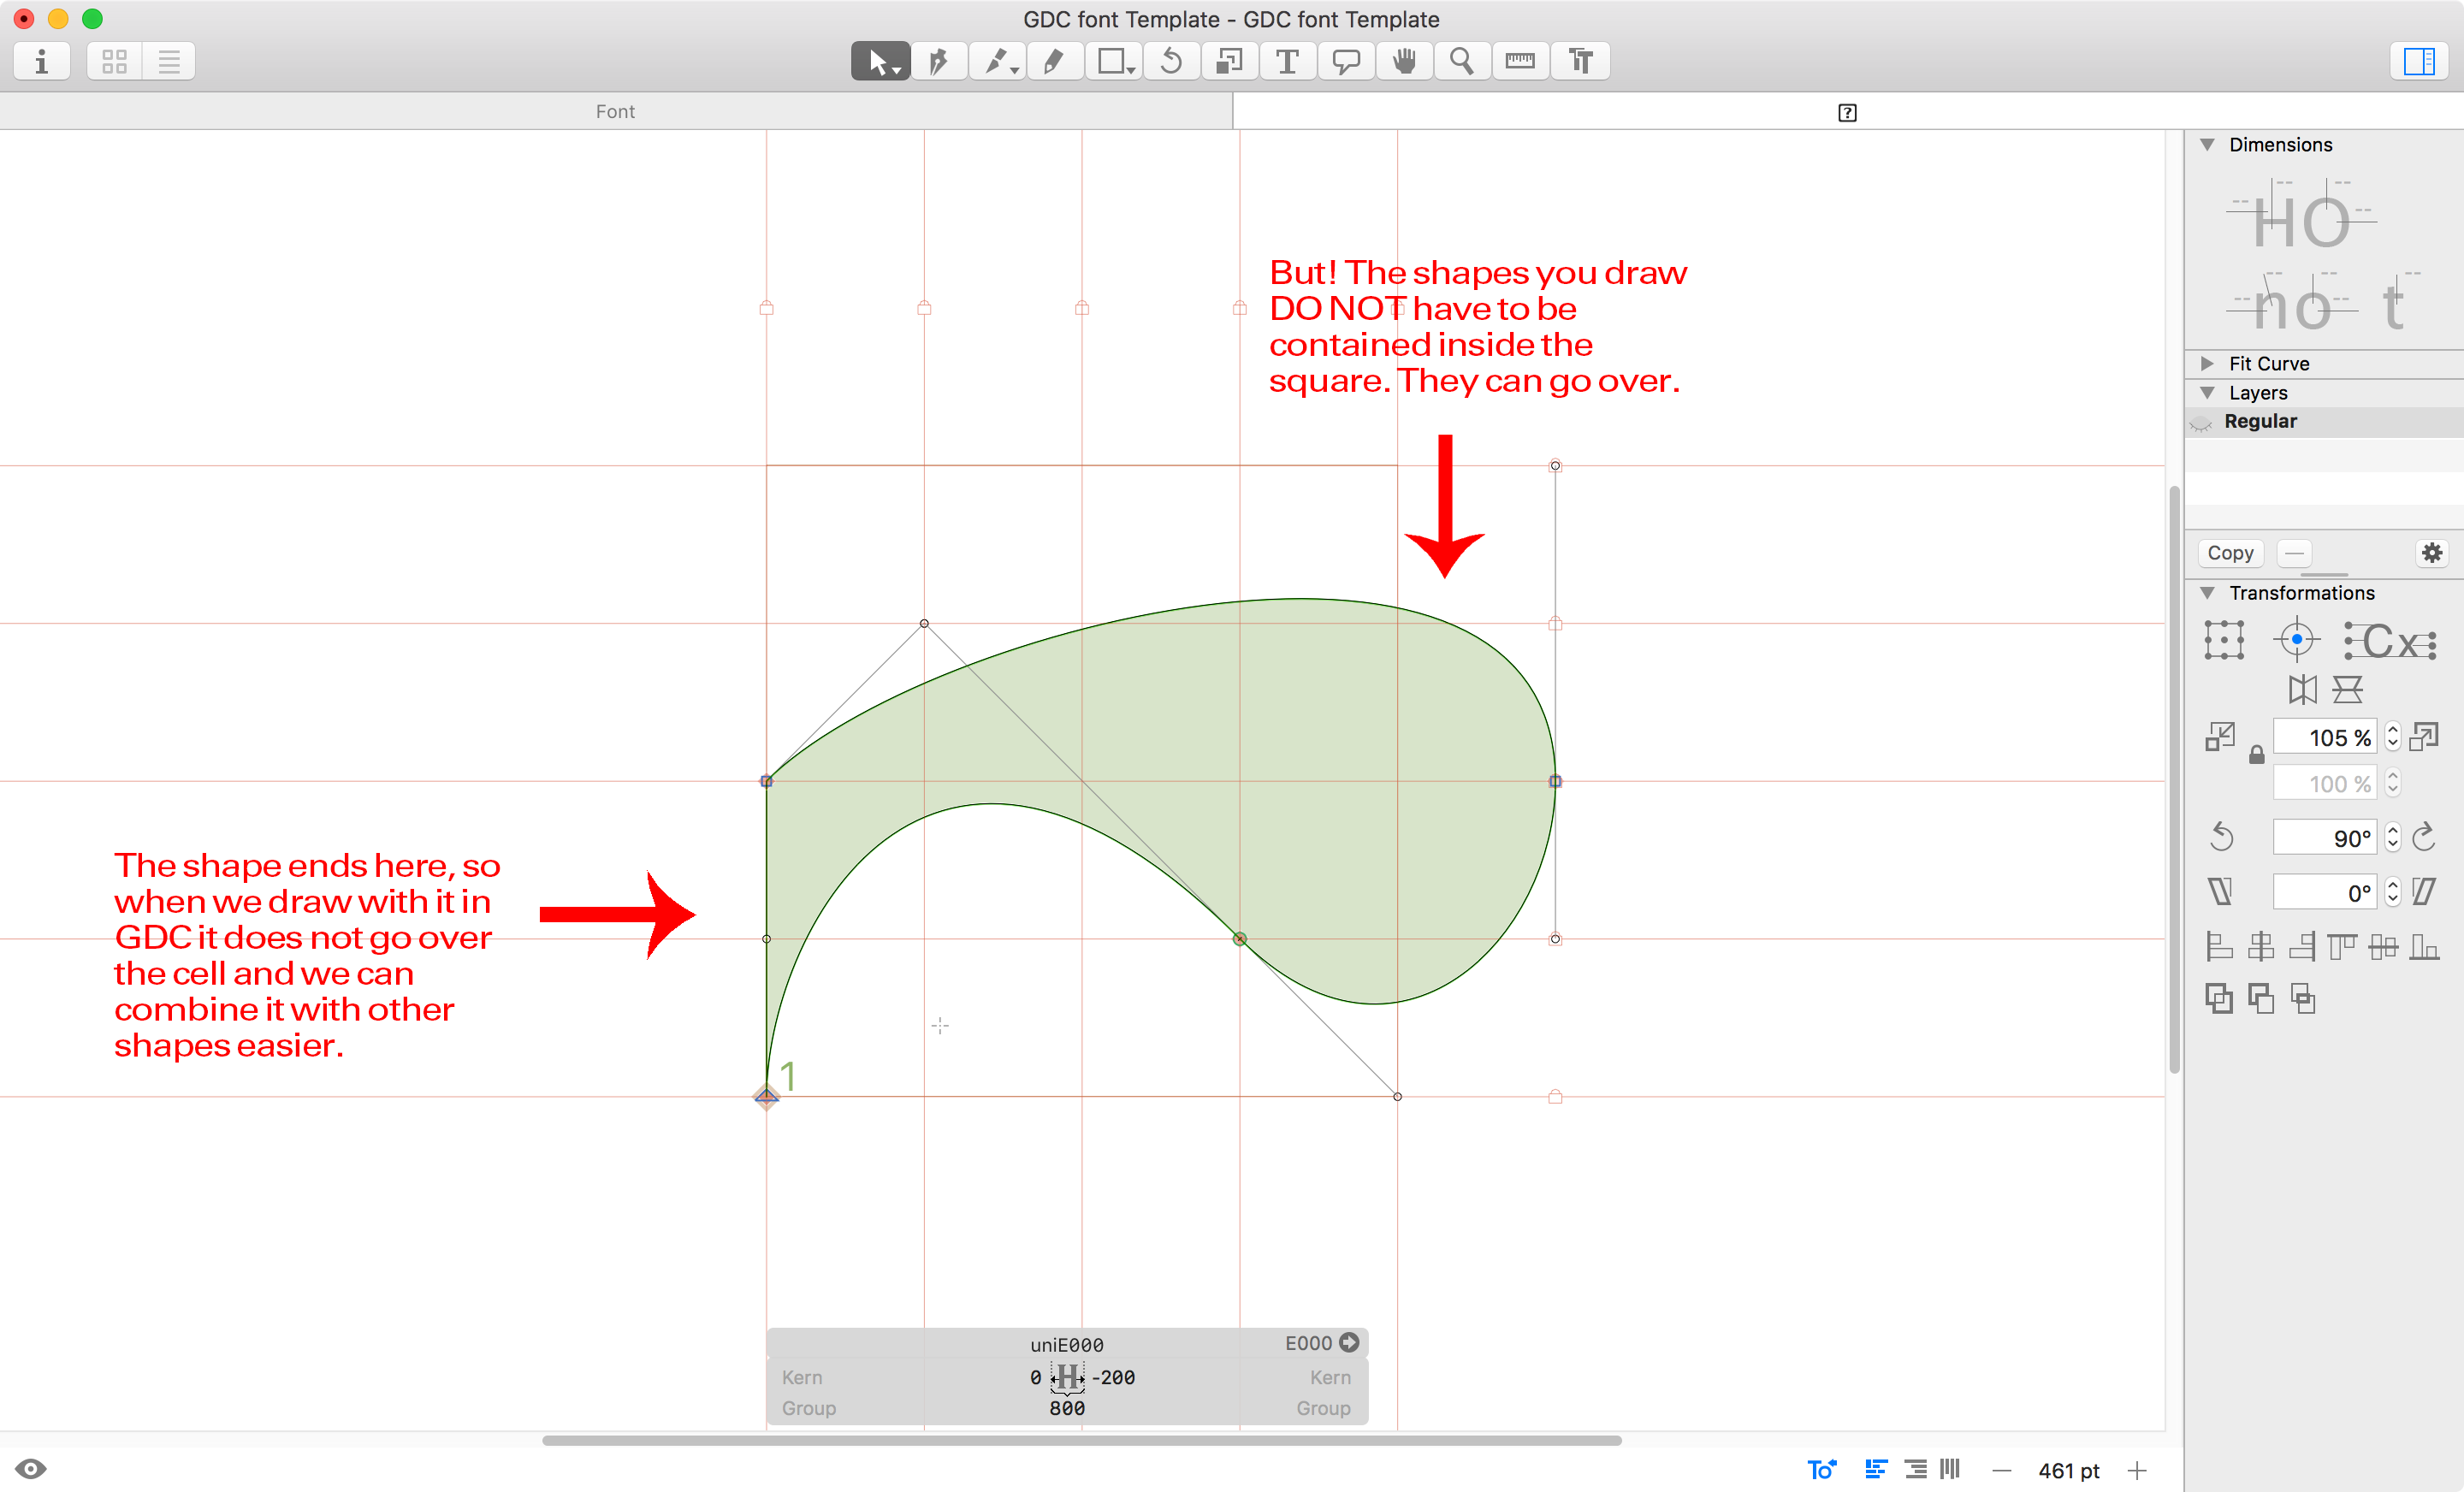 GDC font Template - GDC font Template
Font
?
Dimensions
HO
no t
But! The shapes you draw
DO NOT have to be
contained inside the
square. They can go over.
Fit Curve
Layers
Regular
Copy
Transformations
Cx
105 %
100 %
90°
0°
The shape ends here, so
when we draw with it in
GDC it does not go over
the cell and we can
combine it with other
shapes easier.
1
uniE000 E000
Kern 0 H -200 Kern
Group 800 Group
To 461 pt